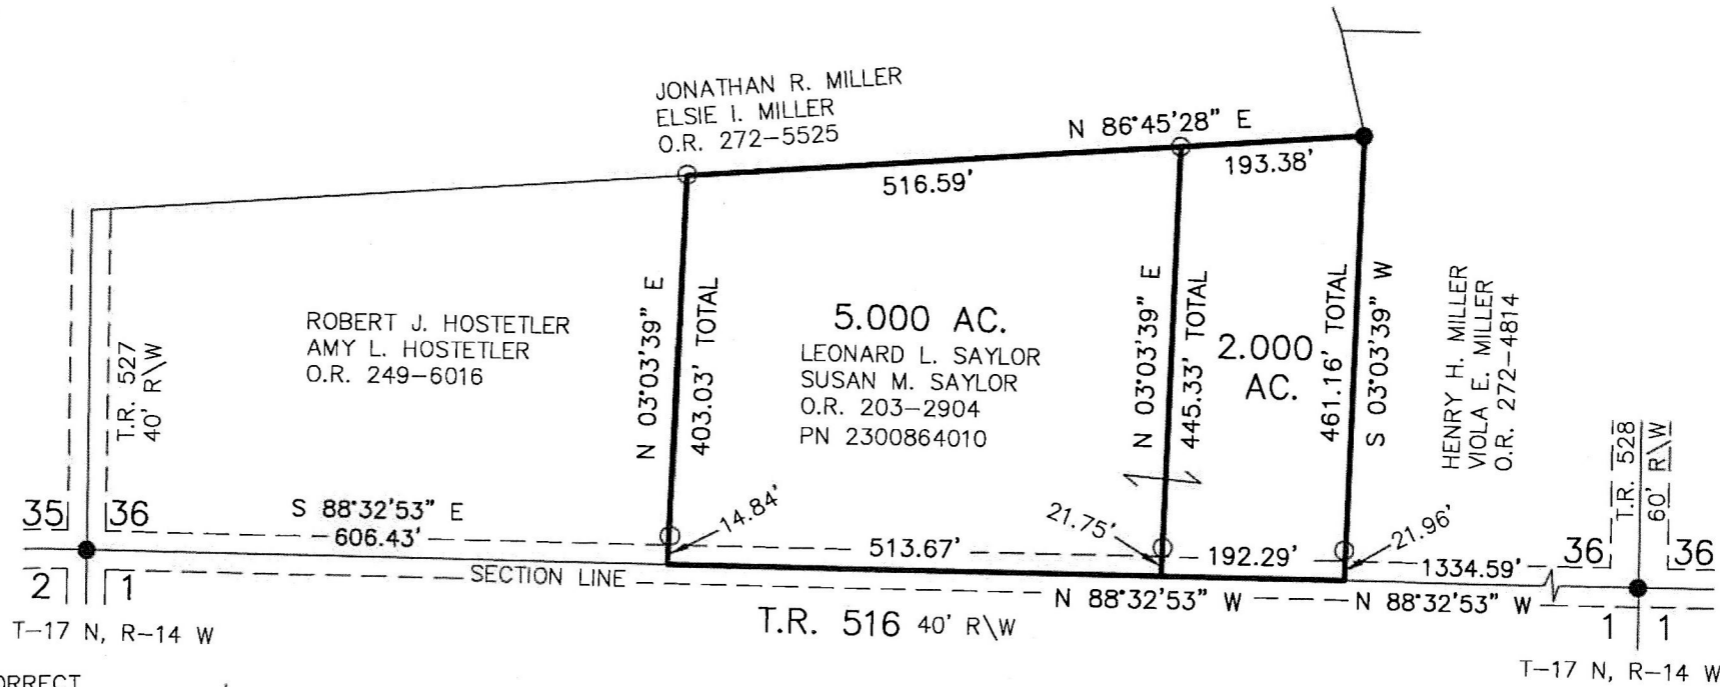 JONATHAN R. MILLER
ELSIE I. MILLER
O.R. 272-5525
N 86°45'28" E
516.59'
193.38'
ROBERT J. HOSTETLER
AMY L. HOSTETLER
O.R. 249-6016
T.R. 527
40' R\W
N 03°03'39" E
403.03' TOTAL
5.000 AC.
LEONARD L. SAYLOR
SUSAN M. SAYLOR
O.R. 203-2904
PN 2300864010
N 03°03'39" E
445.33' TOTAL
2.000
AC.
461.16' TOTAL
S 03°03'39" W
HENRY H. MILLER
VIOLA E. MILLER
O.R. 272-4814
T.R. 528
60' R\W
35
36
S 88°32'53" E
606.43'
14.84'
513.67'
21.75'
192.29'
21.96'
1334.59'
36
36
2
1
SECTION LINE
N 88°32'53" W
N 88°32'53" W
T.R. 516 40' R\W
1
1
T-17 N, R-14 W
T-17 N, R-14 W